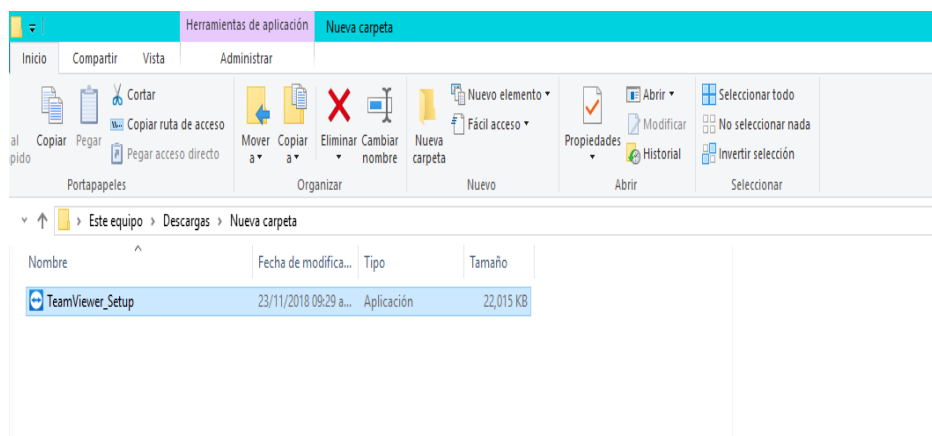 Herramientas de aplicación Nueva carpeta
Inicio Compartir Vista Administrar
al
pido
Copiar
Pegar
Cortar
Copiar ruta de acceso
Pegar acceso directo
Portapapeles
Mover
a
Copiar
a
Eliminar
Cambiar
nombre
Organizar
Nueva
carpeta
Nuevo elemento
Fácil acceso
Nuevo
Propiedades
Abrir
Modificar
Historial
Abrir
Seleccionar todo
No seleccionar nada
Invertir selección
Seleccionar
> Este equipo > Descargas > Nueva carpeta
Nombre Fecha de modifica... Tipo Tamaño
TeamViewer_Setup 23/11/2018 09:29 a... Aplicación 22,015 KB